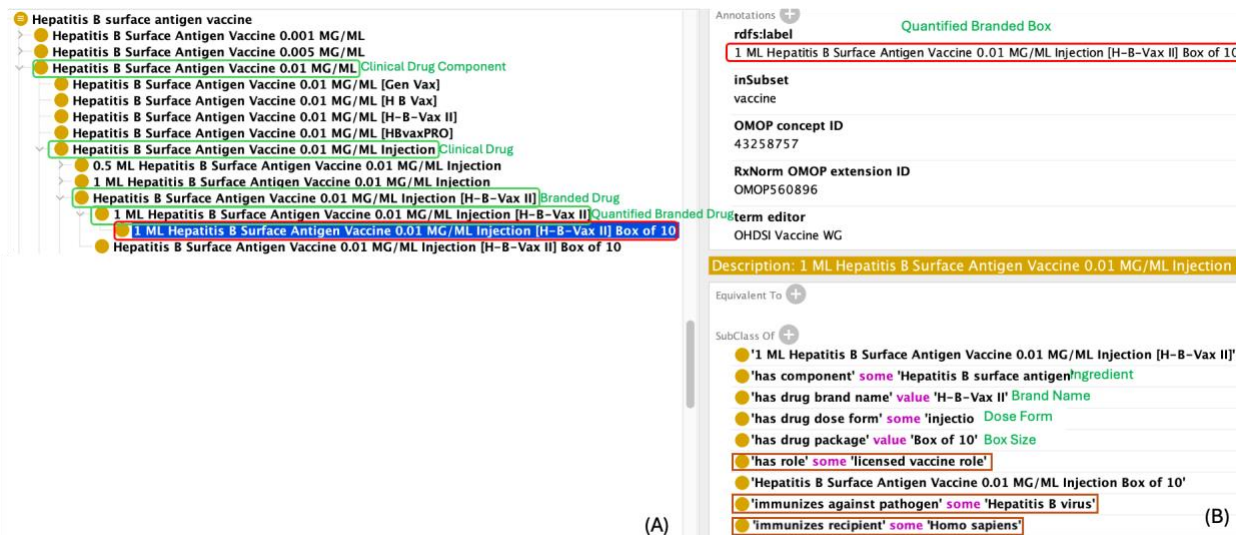 Hepatitis B surface antigen vaccine
Hepatitis B Surface Antigen Vaccine 0.001 MG/ML
Hepatitis B Surface Antigen Vaccine 0.005 MG/ML
Hepatitis B Surface Antigen Vaccine 0.01 MG/ML Clinical Drug Component
Hepatitis B Surface Antigen Vaccine 0.01 MG/ML [Gen Vax]
Hepatitis B Surface Antigen Vaccine 0.01 MG/ML [H B Vax]
Hepatitis B Surface Antigen Vaccine 0.01 MG/ML [H-B-Vax II]
Hepatitis B Surface Antigen Vaccine 0.01 MG/ML [HBvaxPRO]
Hepatitis B Surface Antigen Vaccine 0.01 MG/ML Injection Clinical Drug
0.5 ML Hepatitis B Surface Antigen Vaccine 0.01 MG/ML Injection
1 ML Hepatitis B Surface Antigen Vaccine 0.01 MG/ML Injection
Hepatitis B Surface Antigen Vaccine 0.01 MG/ML Injection [H-B-Vax II] Branded Drug
1 ML Hepatitis B Surface Antigen Vaccine 0.01 MG/ML Injection [H-B-Vax II] Quantified Branded Drug
1 ML Hepatitis B Surface Antigen Vaccine 0.01 MG/ML Injection [H-B-Vax II] Box of 10
Hepatitis B Surface Antigen Vaccine 0.01 MG/ML Injection [H-B-Vax II] Box of 10
(A)
Annotations
Quantified Branded Box
rdfs:label
1 ML Hepatitis B Surface Antigen Vaccine 0.01 MG/ML Injection [H-B-Vax II] Box of 10
inSubset
vaccine
OMOP concept ID
43258757
RxNorm OMOP extension ID
OMOP560896
term editor
OHDSI Vaccine WG
Description: 1 ML Hepatitis B Surface Antigen Vaccine 0.01 MG/ML Injection
Equivalent To
SubClass Of
'1 ML Hepatitis B Surface Antigen Vaccine 0.01 MG/ML Injection [H-B-Vax II]'
'has component' some 'Hepatitis B surface antigen' Ingredient
'has drug brand name' value 'H-B-Vax II' Brand Name
'has drug dose form' some 'injectio Dose Form
'has drug package' value 'Box of 10' Box Size
'has role' some 'licensed vaccine role'
'Hepatitis B Surface Antigen Vaccine 0.01 MG/ML Injection Box of 10'
'immunizes against pathogen' some 'Hepatitis B virus'
'immunizes recipient' some 'Homo sapiens'
(B)